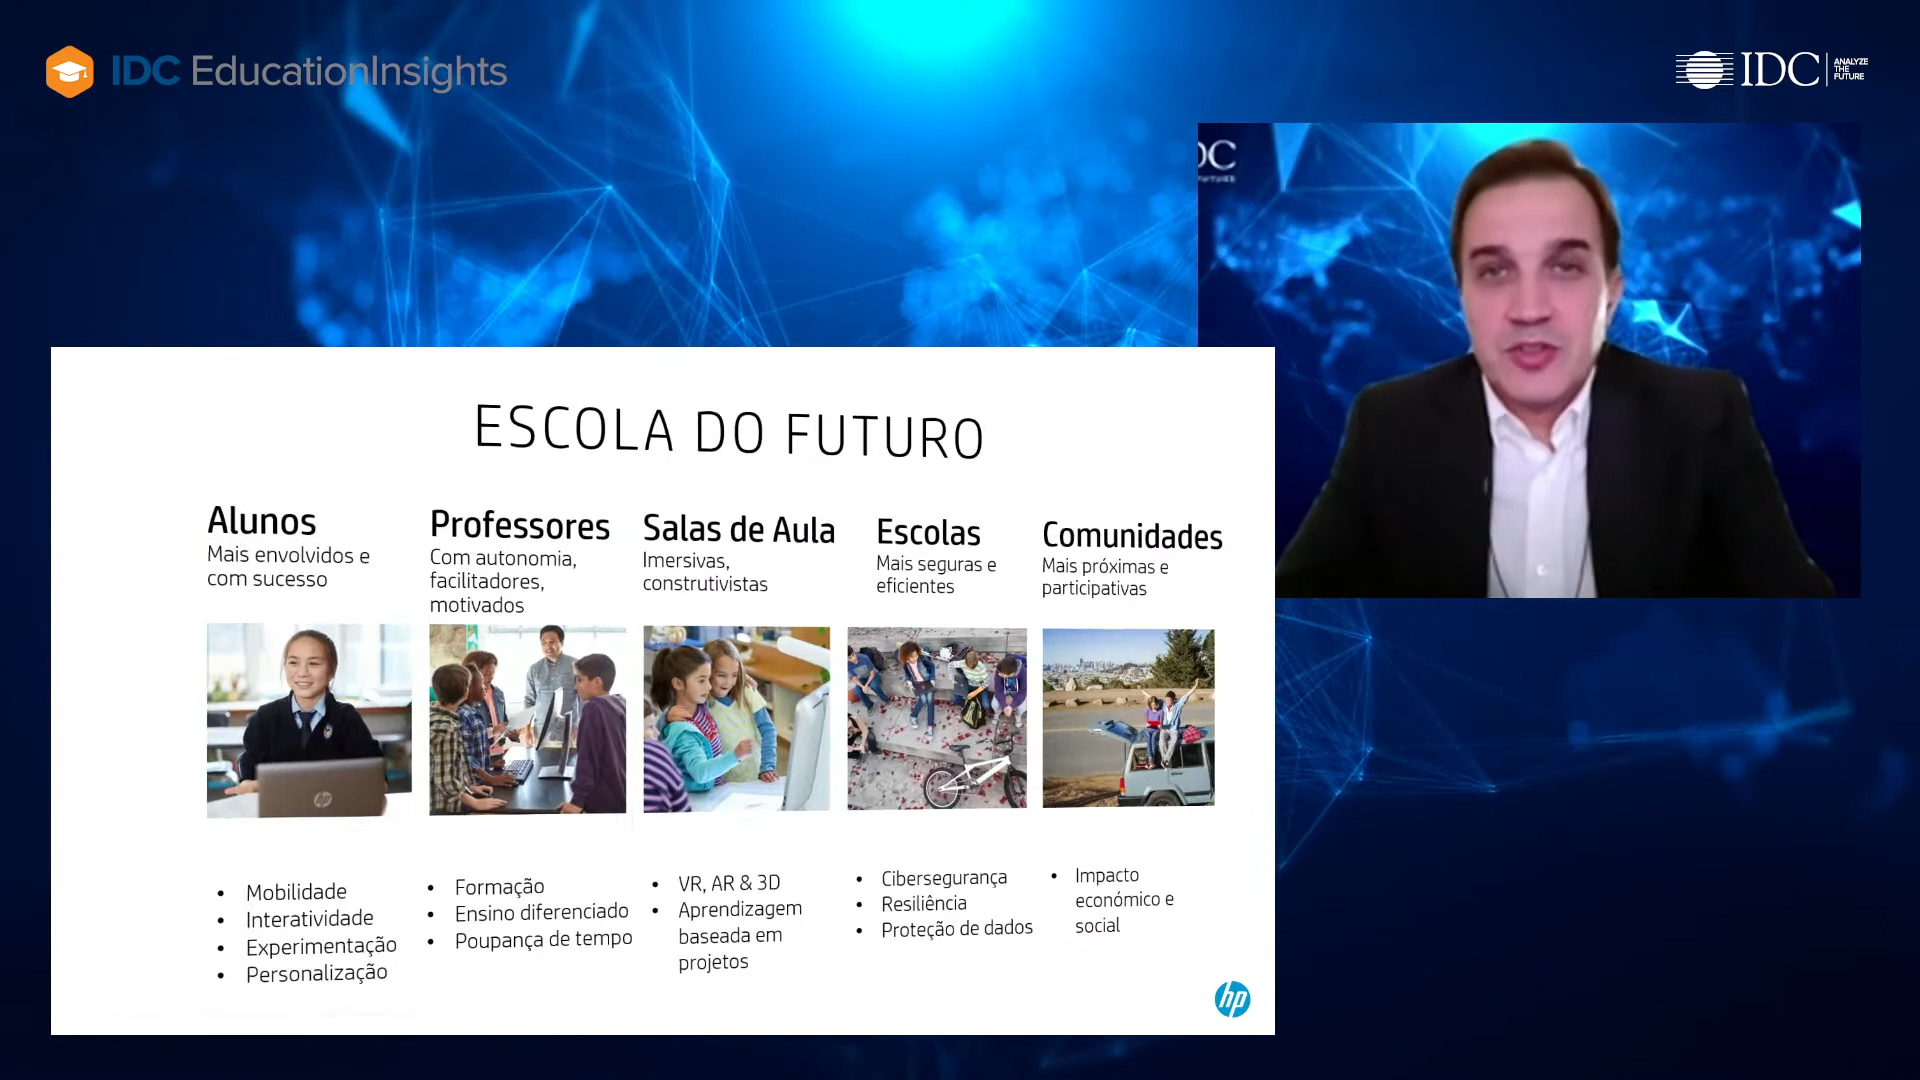 IDC EducationInsights
IDC ANALYZE
THE
FUTURE
DC
ESCOLA DO FUTURO
Alunos
Mais envolvidos e
com sucesso
Professores
Com autonomia,
facilitadores,
motivados
Salas de Aula
Imersivas,
construtivistas
Escolas
Mais seguras e
eficientes
Comunidades
Mais próximas e
participativas
hp
• Mobilidade
• Interatividade
• Experimentação
• Personalização
• Formação
• Ensino diferenciado
• Poupança de tempo
• VR, AR & 3D
• Aprendizagem
baseada em
projetos
• Cibersegurança
• Resiliência
• Proteção de dados
• Impacto
económico e
social
hp